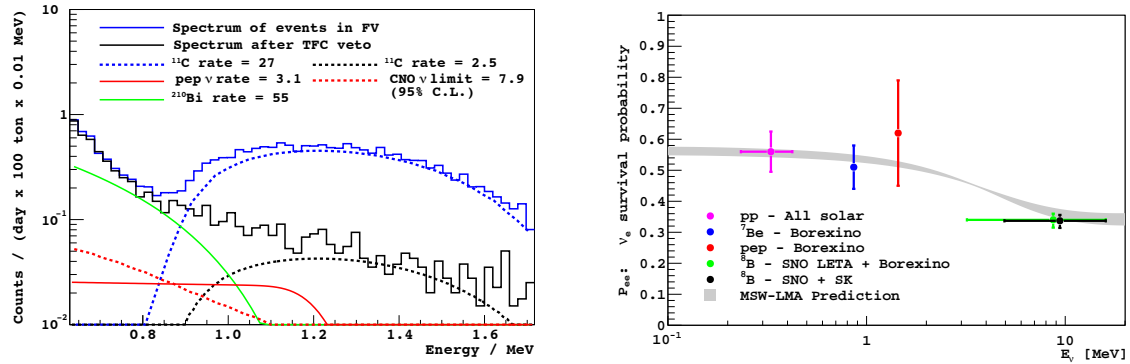 Spectrum of events in FV
Spectrum after TFC veto
¹¹C rate = 27
¹¹C rate = 2.5
pep ν rate = 3.1
CNO ν limit = 7.9
(95% C.L.)
²¹⁰Bi rate = 55
Counts / (day x 100 ton x 0.01 MeV)
1
10⁻¹
10⁻²
0.8 1.0 1.2 1.4 1.6
Energy / MeV
Pₑₑ: νₑ survival probability
1
0.9
0.8
0.7
0.6
0.5
0.4
0.3
0.2
0.1
0
pp - All solar
⁷Be - Borexino
pep - Borexino
⁸B - SNO LETA + Borexino
⁸B - SNO + SK
MSW-LMA Prediction
10⁻¹ 1 10
E_ν [MeV]